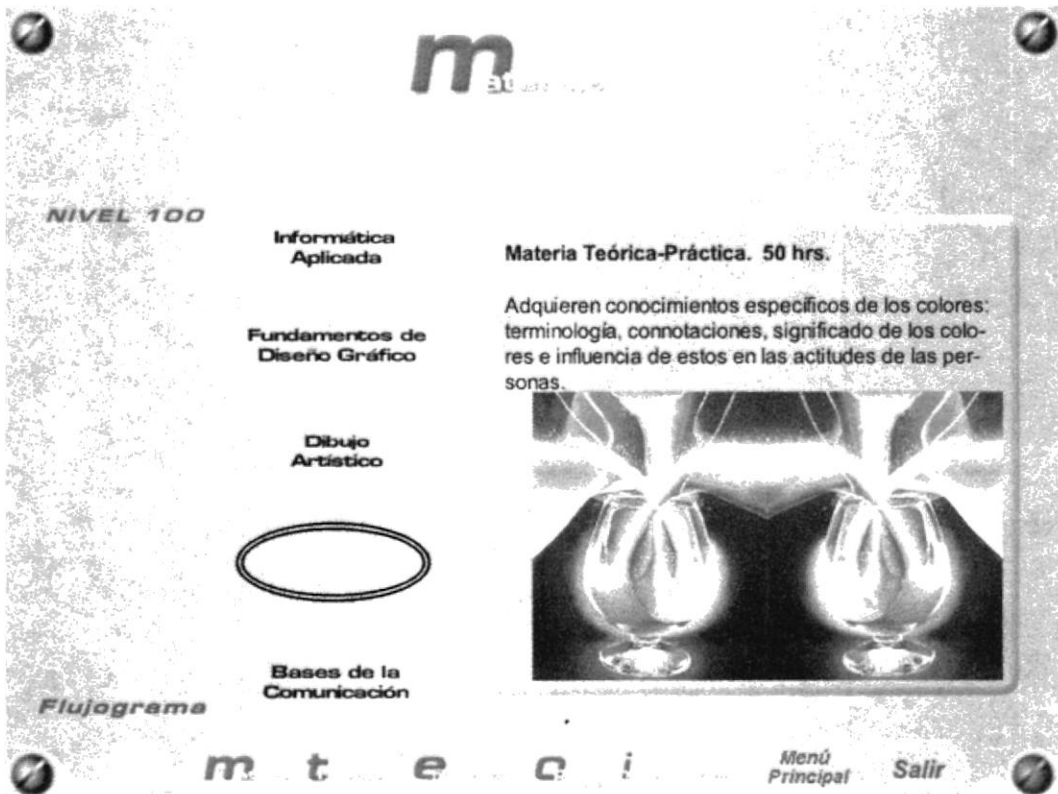 m
NIVEL 100
Informática
Aplicada
Fundamentos de
Diseño Gráfico
Dibujo
Artístico
Bases de la
Comunicación
Materia Teórica-Práctica. 50 hrs.
Adquieren conocimientos específicos de los colores:
terminología, connotaciones, significado de los colo-
res e influencia de estos en las actitudes de las per-
sonas.
Flujograma
m t e c i
Menú
Principal
Salir